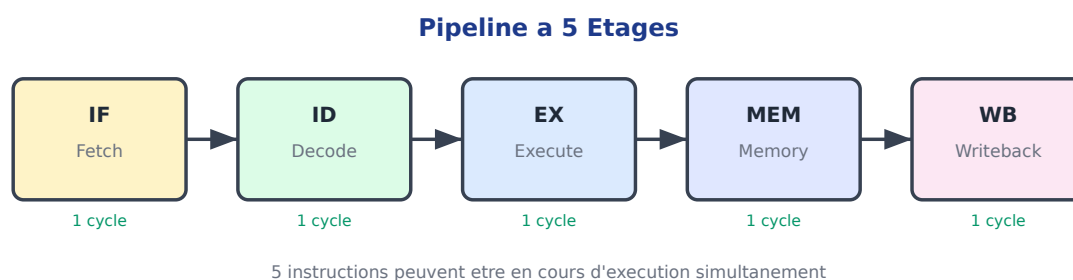 Pipeline a 5 Etages
IF
Fetch
1 cycle
ID
Decode
1 cycle
EX
Execute
1 cycle
MEM
Memory
1 cycle
WB
Writeback
1 cycle
5 instructions peuvent etre en cours d'execution simultanement